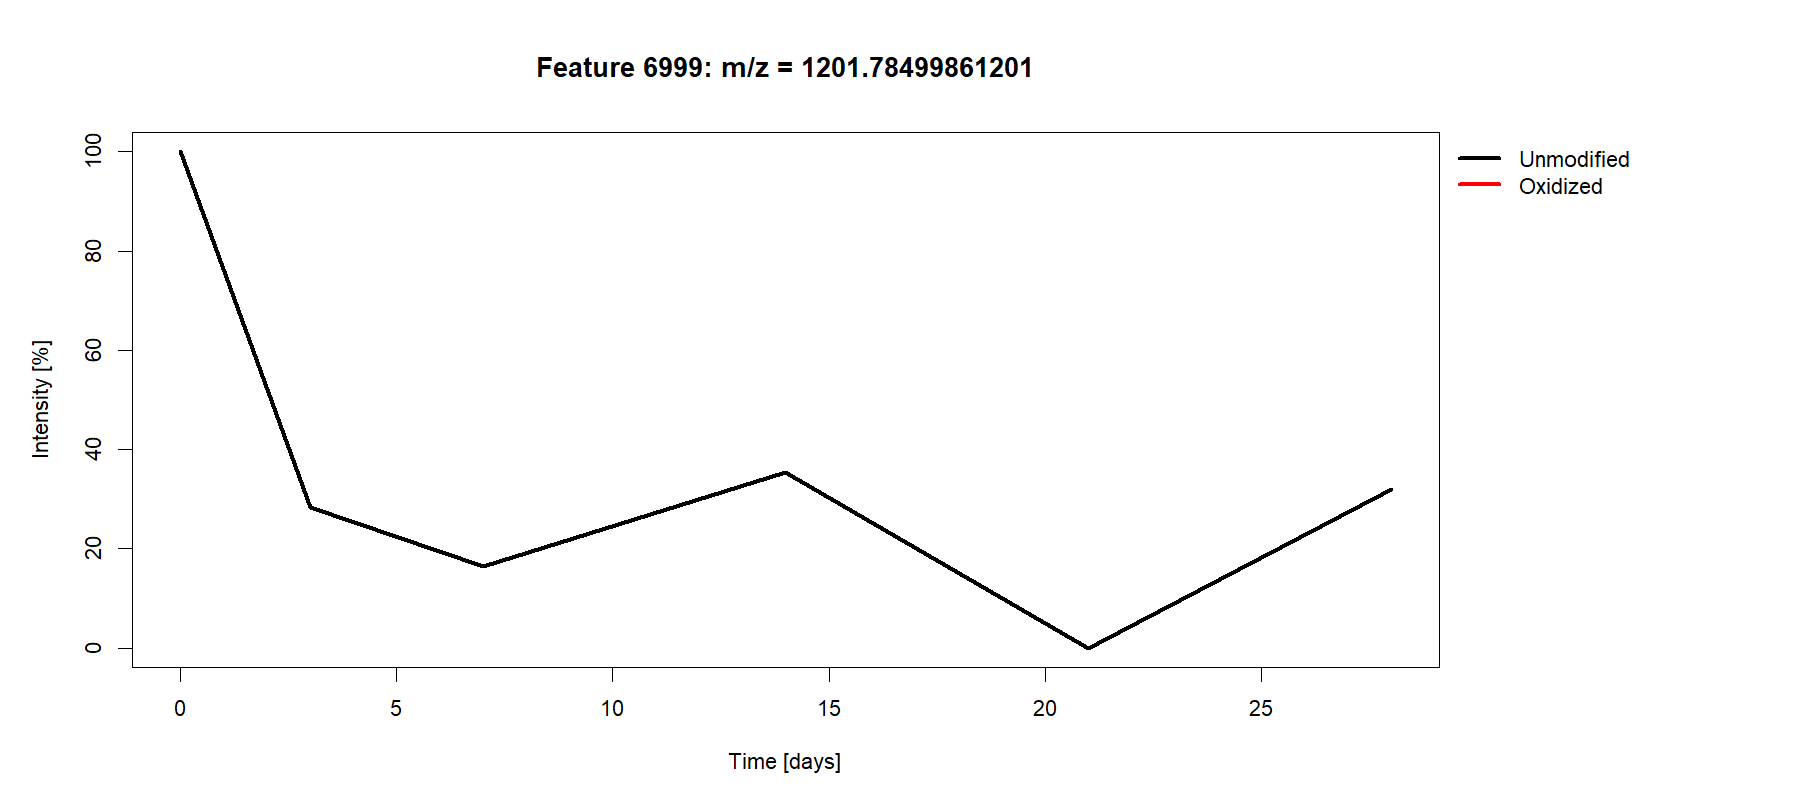 Feature 6999: m/z = 1201.78499861201
Unmodified
Oxidized
Intensity [%]
100
80
60
40
20
0
0 5 10 15 20 25
Time [days]